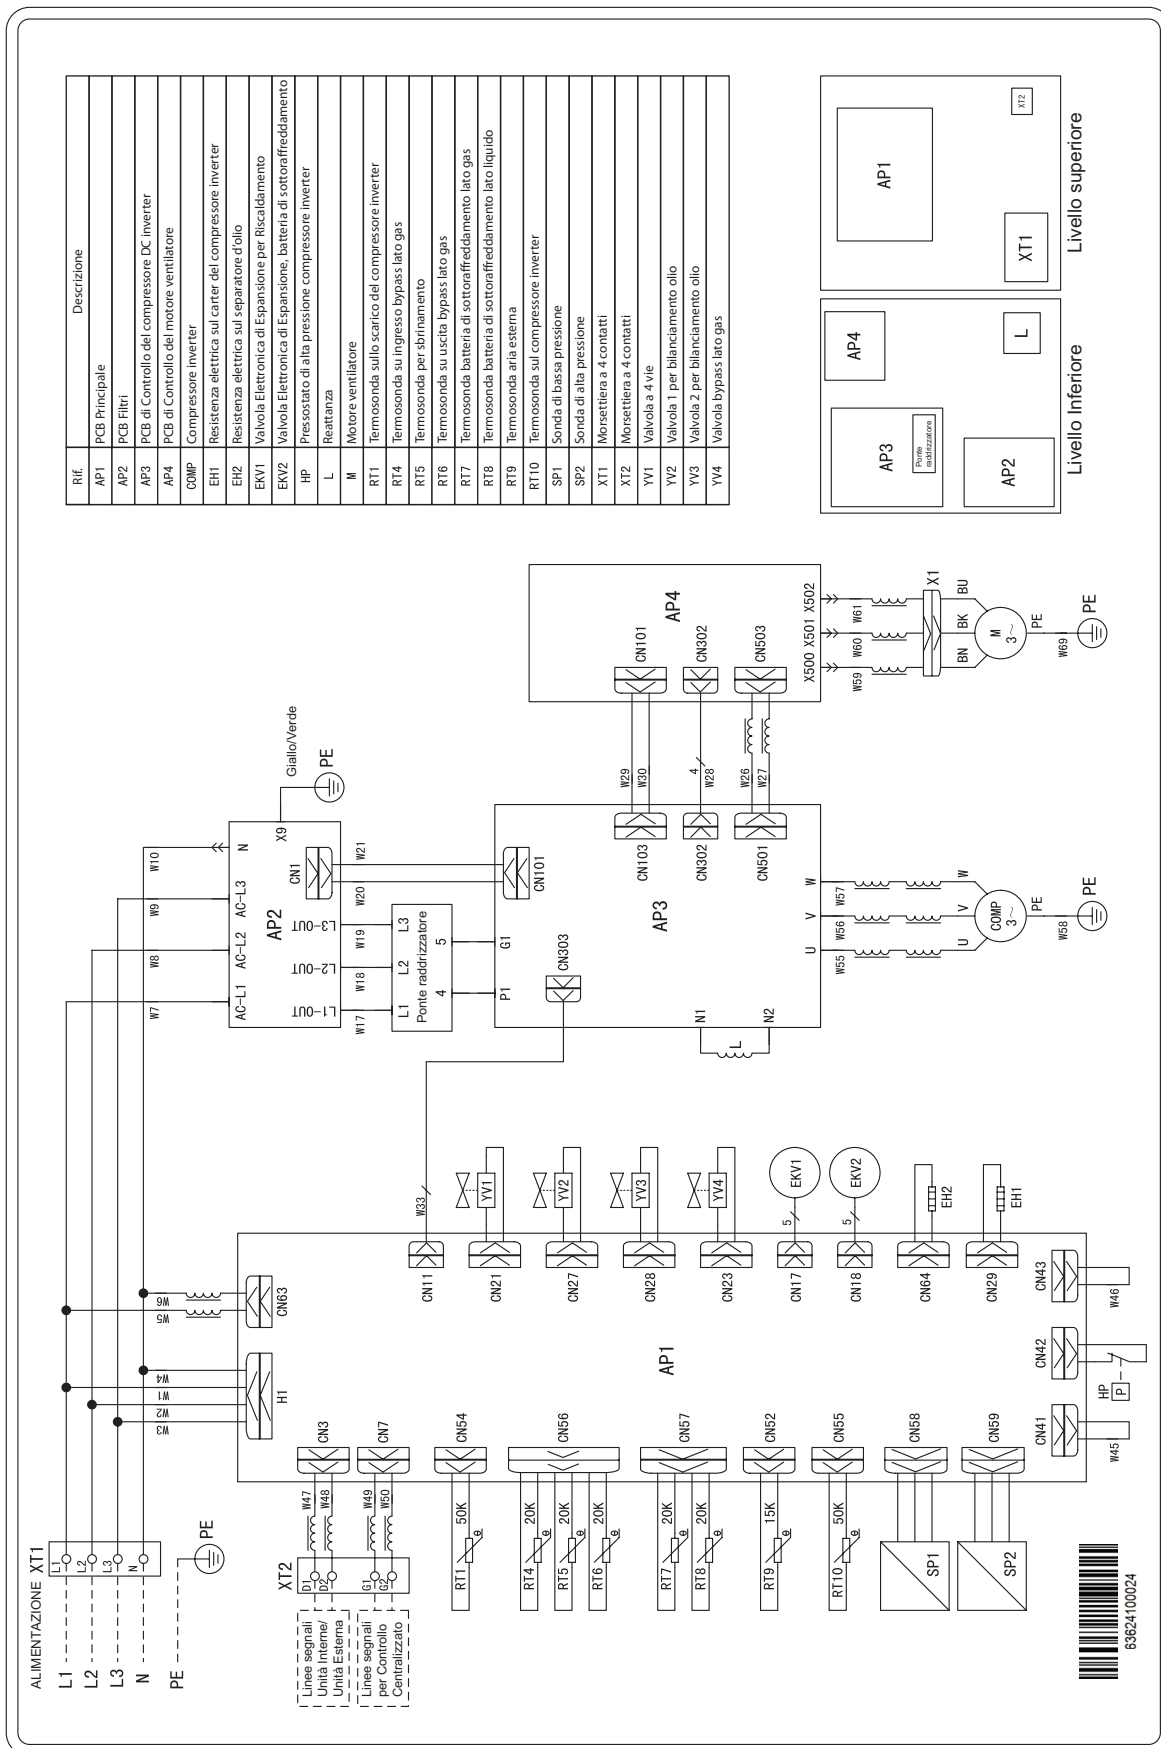 Rif. Descrizione
AP1 PCB Principale
AP2 PCB Filtri
AP3 PCB di Controllo del compressore DC inverter
AP4 PCB di Controllo del motore ventilatore
COMP Compressore inverter
EH1 Resistenza elettrica sul carter del compressore inverter
EH2 Resistenza elettrica sul separatore d'olio
EKV1 Valvola Elettronica di Espansione per Riscaldamento
EKV2 Valvola Elettronica di Espansione, batteria di sottoraffreddamento
HP Pressostato di alta pressione compressore inverter
L Reattanza
M Motore ventilatore
RT1 Termosonda sullo scarico del compressore inverter
RT4 Termosonda su ingresso bypass lato gas
RT5 Termosonda per sbrinamento
RT6 Termosonda su uscita bypass lato gas
RT7 Termosonda batteria di sottoraffreddamento lato gas
RT8 Termosonda batteria di sottoraffreddamento lato liquido
RT9 Termosonda aria esterna
RT10 Termosonda sul compressore inverter
SP1 Sonda di bassa pressione
SP2 Sonda di alta pressione
XT1 Morsettiera a 4 contatti
XT2 Morsettiera a 4 contatti
YV1 Valvola a 4 vie
YV2 Valvola 1 per bilanciamento olio
YV3 Valvola 2 per bilanciamento olio
YV4 Valvola bypass lato gas
AP3
Ponte
raddrizzatore
AP4
AP2
L
Livello Inferiore
AP1
XT1
XT2
Livello superiore
ALIMENTAZIONE XT1
L1 L1
L2 L2
L3 L3
N N
PE PE
W7 W8 W9 W10
AC-L1 AC-L2 AC-L3 N
AP2
X9
Giallo/Verde
PE
CN1
L1-OUT L2-OUT L3-OUT
W17 W18 W19 W20 W21
L1 L2 L3
Ponte raddrizzatore
4 5
P1 G1
CN101
CN303
AP3
N1
N2
L
CN103
CN302
CN501
W29
W30
4
W28
W26
W27
CN101
CN302
CN503
AP4
X500 X501 X502
W59 W60 W61
X1
BN BK BU
M
3~
PE
W69
PE
U V W
W55 W56 W57
U V W
COMP
3~
PE
W58
PE
W3 W2 W1 W4
W5 W6
H1
CN63
AP1
XT2
D1
D2
G1
G2
Linee segnali
Unità Interne/
Unità Esterna
Linee segnali
per Controllo
Centralizzato
W47
W48
W49
W50
CN3
CN7
RT1 50K θ
CN54
RT4 20K θ
RT5 20K θ
RT6 20K θ
CN56
RT7 20K θ
RT8 20K θ
CN57
RT9 15K θ
CN52
RT10 50K θ
CN55
SP1
CN58
SP2
CN59
CN11
W33
CN21
YV1
CN27
YV2
CN28
YV3
CN23
YV4
CN17
5
EKV1
CN18
5
EKV2
CN64
EH2
CN29
EH1
CN41
W45
CN42
HP
P
CN43
W46
63624100024